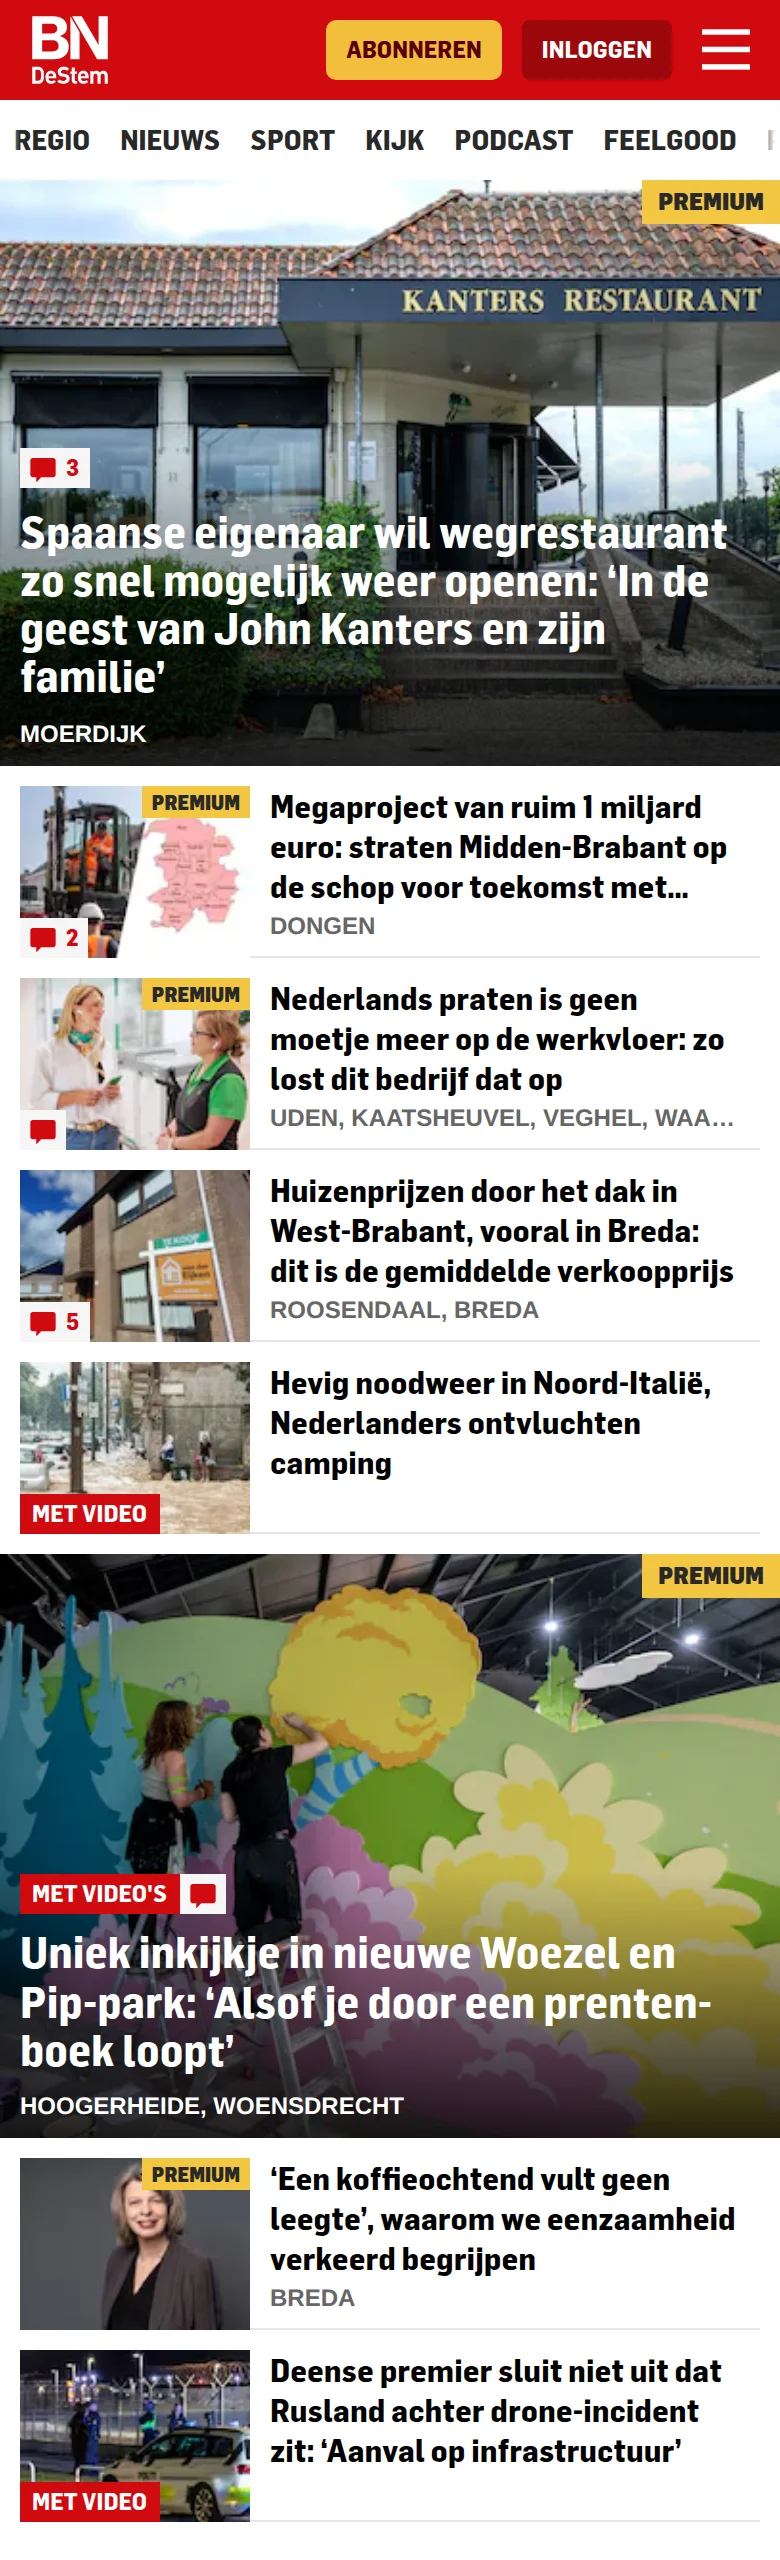 BN
DeStem
ABONNEREN
INLOGGEN
REGIO NIEUWS SPORT KIJK PODCAST FEELGOOD
PREMIUM
KANTERS RESTAURANT
3
Spaanse eigenaar wil wegrestaurant
zo snel mogelijk weer openen: ‘In de
geest van John Kanters en zijn
familie’
MOERDIJK
PREMIUM
2
Megaproject van ruim 1 miljard
euro: straten Midden-Brabant op
de schop voor toekomst met...
DONGEN
PREMIUM
Nederlands praten is geen
moetje meer op de werkvloer: zo
lost dit bedrijf dat op
UDEN, KAATSHEUVEL, VEGHEL, WAA...
TE KOOP
5
Huizenprijzen door het dak in
West-Brabant, vooral in Breda:
dit is de gemiddelde verkoopprijs
ROOSENDAAL, BREDA
MET VIDEO
Hevig noodweer in Noord-Italië,
Nederlanders ontvluchten
camping
PREMIUM
MET VIDEO'S
Uniek inkijkje in nieuwe Woezel en
Pip-park: ‘Alsof je door een prenten-
boek loopt’
HOOGERHEIDE, WOENSDRECHT
PREMIUM
‘Een koffieochtend vult geen
leegte’, waarom we eenzaamheid
verkeerd begrijpen
BREDA
MET VIDEO
Deense premier sluit niet uit dat
Rusland achter drone-incident
zit: ‘Aanval op infrastructuur’